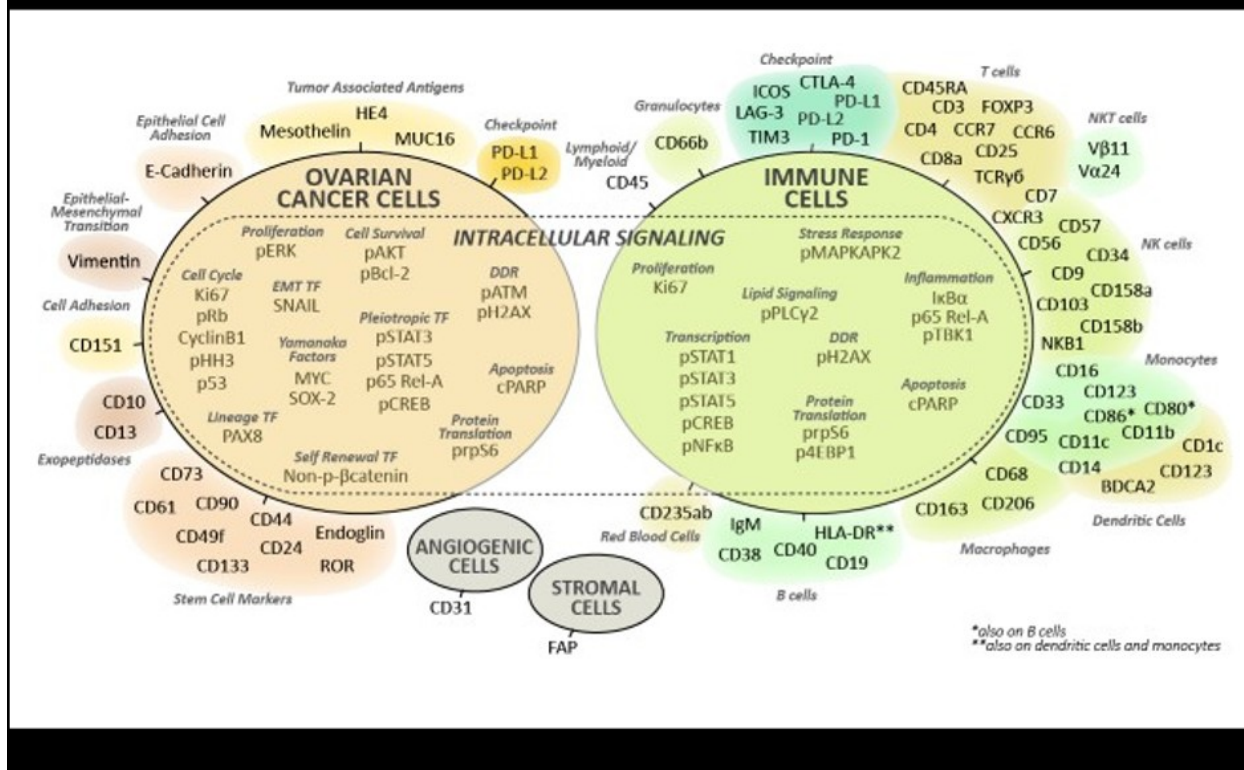 Tumor Associated Antigens
HE4
Mesothelin
MUC16
Epithelial Cell
Adhesion
E-Cadherin
Checkpoint
PD-L1
PD-L2
Epithelial-
Mesenchymal
Transition
Vimentin
Cell Adhesion
CD151
CD10
CD13
Exopeptidases
CD73
CD61
CD90
CD44
CD49f
CD24
CD133
Endoglin
ROR
Stem Cell Markers
OVARIAN
CANCER CELLS
INTRACELLULAR SIGNALING
Proliferation
pERK
Cell Survival
pAKT
pBcl-2
Cell Cycle
Ki67
pRb
CyclinB1
pHH3
p53
EMT TF
SNAIL
DDR
pATM
pH2AX
Yamanaka
Factors
MYC
SOX-2
Pleiotropic TF
pSTAT3
pSTAT5
p65 Rel-A
pCREB
Apoptosis
cPARP
Lineage TF
PAX8
Protein
Translation
prpS6
Self Renewal TF
Non-p-βcatenin
ANGIOGENIC
CELLS
CD31
STROMAL
CELLS
FAP
Lymphoid/
Myeloid
CD45
Granulocytes
CD66b
Checkpoint
ICOS
CTLA-4
LAG-3
PD-L1
PD-L2
TIM3
PD-1
T cells
CD45RA
CD3
FOXP3
CD4
CCR7
CCR6
CD8a
CD25
TCRγδ
CD7
CXCR3
NKT cells
Vβ11
Vα24
CD57
CD56
CD34
NK cells
CD9
CD103
CD158a
CD158b
NKB1
Monocytes
CD16
CD33
CD123
CD86*
CD80*
CD95
CD11c
CD11b
CD14
CD1c
CD123
BDCA2
Dendritic Cells
CD68
CD163
CD206
Macrophages
IMMUNE
CELLS
Stress Response
pMAPKAPK2
Proliferation
Ki67
Lipid Signaling
pPLCγ2
Inflammation
IκBα
p65 Rel-A
pTBK1
Transcription
pSTAT1
pSTAT3
pSTAT5
pCREB
pNFκB
DDR
pH2AX
Apoptosis
cPARP
Protein
Translation
prpS6
p4EBP1
CD235ab
Red Blood Cells
IgM
HLA-DR**
CD38
CD40
CD19
B cells
*also on B cells
**also on dendritic cells and monocytes